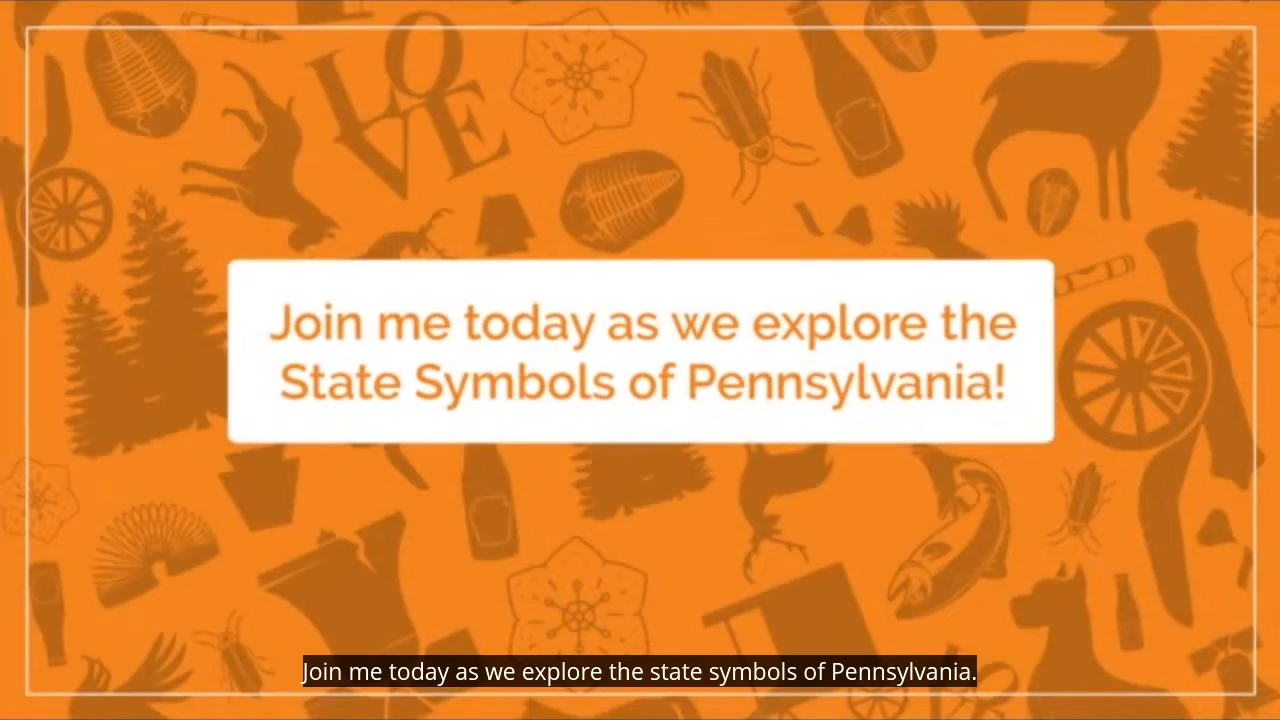 LOVE
Join me today as we explore the
State Symbols of Pennsylvania!
Join me today as we explore the state symbols of Pennsylvania.